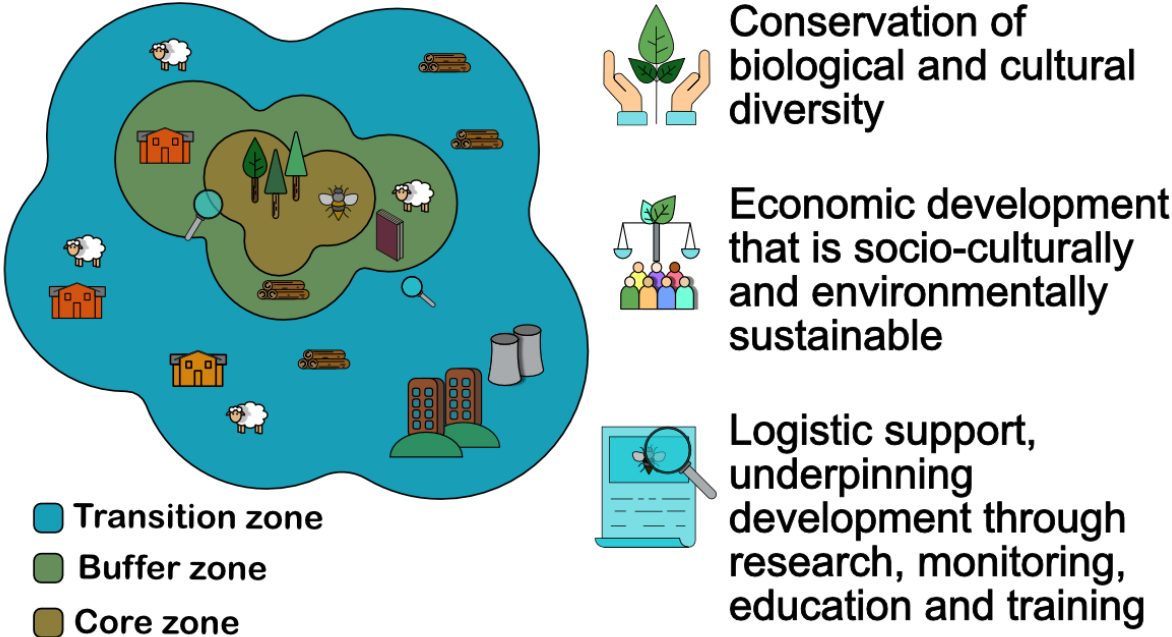 Conservation of
biological and cultural
diversity
Economic development
that is socio-culturally
and environmentally
sustainable
Logistic support,
underpinning
development through
research, monitoring,
education and training
Transition zone
Buffer zone
Core zone